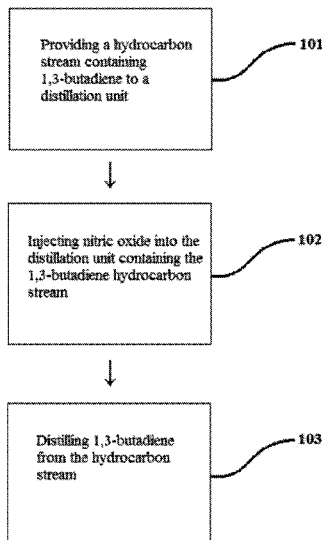 Providing a hydrocarbon
stream containing
1,3-butadiene to a
distillation unit
101
Injecting nitric oxide into the
distillation unit containing the
1,3-butadiene hydrocarbon
stream
102
Distilling 1,3-butadiene
from the hydrocarbon
stream
103